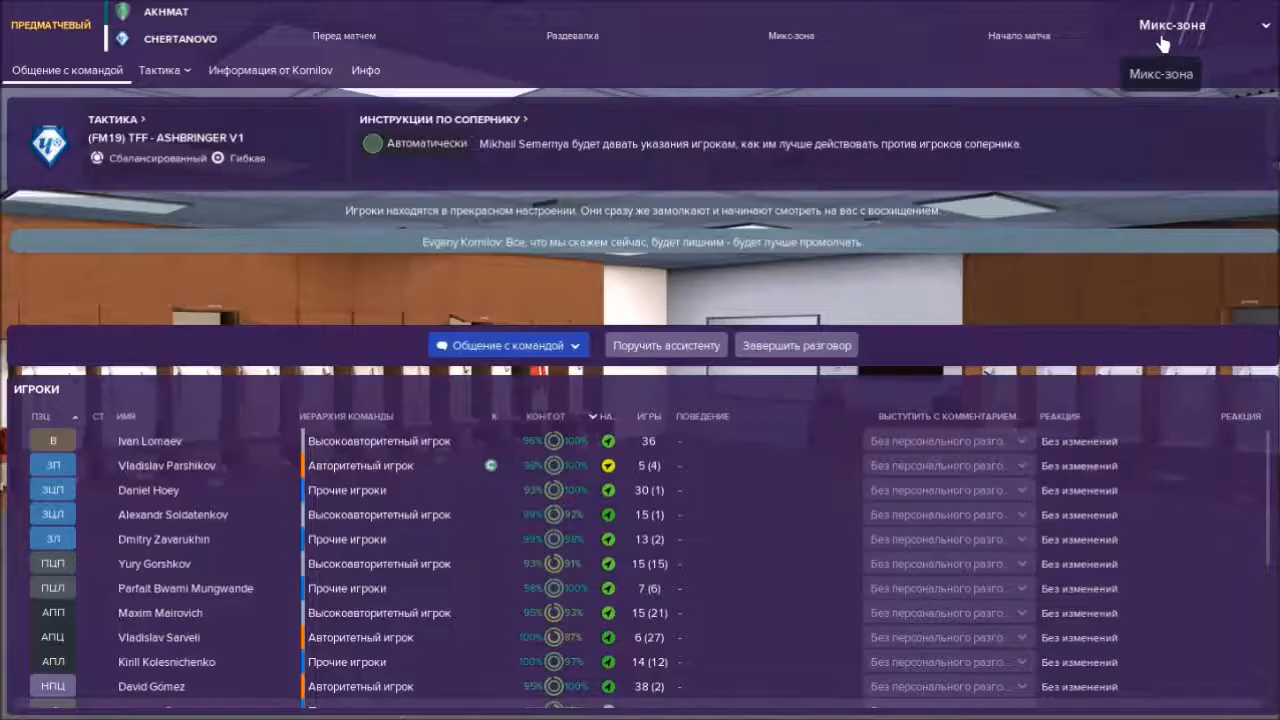 ПРЕДМАТЧЕВЫЙ
AKHMAT
CHERTANOVO
Перед матчем Раздевалка Микс-зона Начало матча
Микс-зона
Общение с командой Тактика Информация от Kornilov Инфо
Микс-зона
ТАКТИКА >
(FM19) TFF - ASHBRINGER V1
Сбалансированный Гибкая
ИНСТРУКЦИИ ПО СОПЕРНИКУ >
Автоматически Mikhail Semernya будет давать указания игрокам, как им лучше действовать против игроков соперника.
Игроки находятся в прекрасном настроении. Они сразу же замолкают и начинают смотреть на вас с восхищением.
Evgeny Kornilov: Все, что мы скажем сейчас, будет лишним - будет лучше промолчать.
Общение с командой Поручить ассистенту Завершить разговор
ИГРОКИ
ПЭЦ СТ ИМЯ ИЕРАРХИЯ КОМАНДЫ К КОН/ГОТ НА... ИГРЫ ПОВЕДЕНИЕ ВЫСТУПИТЬ С КОММЕНТАРИЕМ... РЕАКЦИЯ РЕАКЦИЯ
В Ivan Lomaev Высокоавторитетный игрок 96% 100% 36 - Без персонального разго... Без изменений
ЗП Vladislav Parshikov Авторитетный игрок C 98% 100% 5 (4) - Без персонального разго... Без изменений
ЗЦП Daniel Hoey Прочие игроки 93% 100% 30 (1) - Без персонального разго... Без изменений
ЗЦЛ Alexandr Soldatenkov Высокоавторитетный игрок 99% 92% 15 (1) - Без персонального разго... Без изменений
ЗЛ Dmitry Zavarukhin Прочие игроки 99% 98% 13 (2) - Без персонального разго... Без изменений
ПЦП Yury Gorshkov Высокоавторитетный игрок 93% 91% 15 (15) - Без персонального разго... Без изменений
ПЦЛ Parfait Bwami Mungwande Прочие игроки 98% 100% 7 (6) - Без персонального разго... Без изменений
АПП Maxim Mairovich Высокоавторитетный игрок 95% 93% 15 (21) - Без персонального разго... Без изменений
АПЦ Vladislav Sarveli Авторитетный игрок 100% 87% 6 (27) - Без персонального разго... Без изменений
АПЛ Kirill Kolesnichenko Прочие игроки 100% 97% 14 (12) - Без персонального разго... Без изменений
НПЦ David Gómez Авторитетный игрок 95% 100% 38 (2) - Без персонального разго... Без изменений